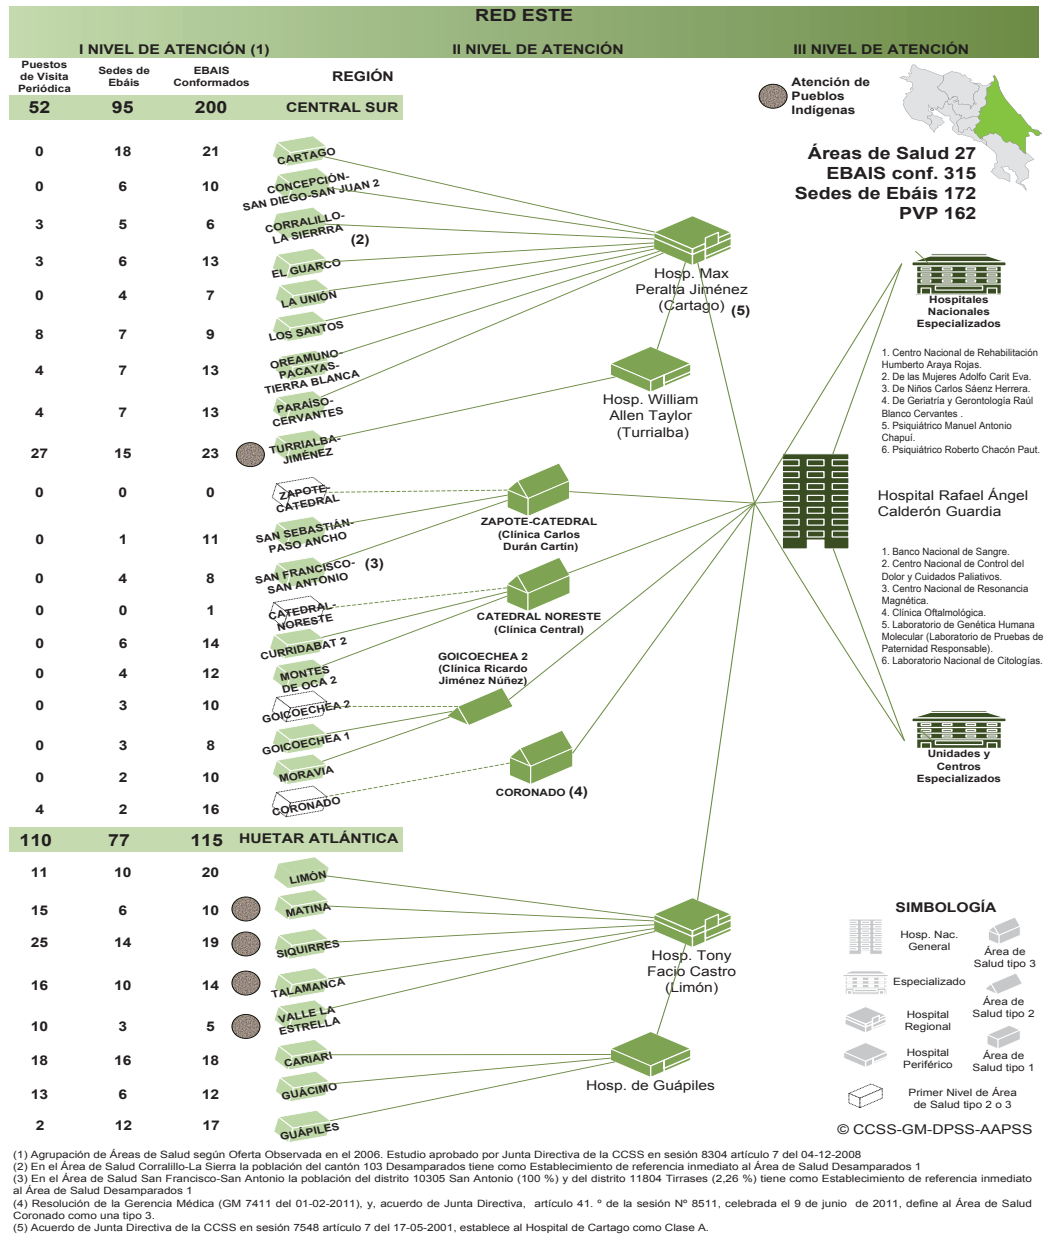 RED ESTE
I NIVEL DE ATENCIÓN (1)
II NIVEL DE ATENCIÓN
III NIVEL DE ATENCIÓN
Puestos
de Visita
Periódica
Sedes de
Ebáis
EBAIS
Conformados
REGIÓN
52 95 200 CENTRAL SUR
Atención de
Pueblos
Indígenas
Áreas de Salud 27
EBAIS conf. 315
Sedes de Ebáis 172
PVP 162
0 18 21 CARTAGO
0 6 10 CONCEPCIÓN-
SAN DIEGO-SAN JUAN 2
3 5 6 CORRALILLO-
LA SIERRRA (2)
3 6 13 EL GUARCO
0 4 7 LA UNIÓN
8 7 9 LOS SANTOS
4 7 13 OREAMUNO-
PACAYAS-
TIERRA BLANCA
4 7 13 PARAÍSO-
CERVANTES
27 15 23 TURRIALBA-
JIMÉNEZ
0 0 0 ZAPOTE-
CATEDRAL
0 1 11 SAN SEBASTIÁN-
PASO ANCHO
0 4 8 SAN FRANCISCO-
SAN ANTONIO (3)
0 0 1 CATEDRAL-
NORESTE
0 6 14 CURRIDABAT 2
0 4 12 MONTES
DE OCA 2
0 3 10 GOICOECHEA 2
0 3 8 GOICOECHEA 1
0 2 10 MORAVIA
4 2 16 CORONADO
110 77 115 HUETAR ATLÁNTICA
11 10 20 LIMÓN
15 6 10 MATINA
25 14 19 SIQUIRRES
16 10 14 TALAMANCA
10 3 5 VALLE LA
ESTRELLA
18 16 18 CARIARI
13 6 12 GUÁCIMO
2 12 17 GUÁPILES
Hosp. Max
Peralta Jiménez
(Cartago) (5)
Hosp. William
Allen Taylor
(Turrialba)
ZAPOTE-CATEDRAL
(Clínica Carlos
Durán Cartín)
CATEDRAL NORESTE
(Clínica Central)
GOICOECHEA 2
(Clínica Ricardo
Jiménez Núñez)
CORONADO (4)
Hosp. Tony
Facio Castro
(Limón)
Hosp. de Guápiles
Hospitales
Nacionales
Especializados
1. Centro Nacional de Rehabilitación
Humberto Araya Rojas.
2. De las Mujeres Adolfo Carit Eva.
3. De Niños Carlos Sáenz Herrera.
4. De Geriatría y Gerontología Raúl
Blanco Cervantes .
5. Psiquiátrico Manuel Antonio
Chapuí.
6. Psiquiátrico Roberto Chacón Paut.
Hospital Rafael Ángel
Calderón Guardia
1. Banco Nacional de Sangre.
2. Centro Nacional de Control del
Dolor y Cuidados Paliativos.
3. Centro Nacional de Resonancia
Magnética.
4. Clínica Oftalmológica.
5. Laboratorio de Genética Humana
Molecular (Laboratorio de Pruebas de
Paternidad Responsable).
6. Laboratorio Nacional de Citologías.
Unidades y
Centros
Especializados
SIMBOLOGÍA
Hosp. Nac.
General
Área de
Salud tipo 3
Especializado
Área de
Salud tipo 2
Hospital
Regional
Hospital
Periférico
Área de
Salud tipo 1
Primer Nivel de Área
de Salud tipo 2 o 3
© CCSS-GM-DPSS-AAPSS
(1) Agrupación de Áreas de Salud según Oferta Observada en el 2006. Estudio aprobado por Junta Directiva de la CCSS en sesión 8304 artículo 7 del 04-12-2008
(2) En el Área de Salud Corralillo-La Sierra la población del cantón 103 Desamparados tiene como Establecimiento de referencia inmediato al Área de Salud Desamparados 1
(3) En el Área de Salud San Francisco-San Antonio la población del distrito 10305 San Antonio (100 %) y del distrito 11804 Tirrases (2,26 %) tiene como Establecimiento de referencia inmediato
al Área de Salud Desamparados 1
(4) Resolución de la Gerencia Médica (GM 7411 del 01-02-2011), y, acuerdo de Junta Directiva, artículo 41. º de la sesión Nº 8511, celebrada el 9 de junio de 2011, define al Área de Salud
Coronado como una tipo 3.
(5) Acuerdo de Junta Directiva de la CCSS en sesión 7548 artículo 7 del 17-05-2001, establece al Hospital de Cartago como Clase A.